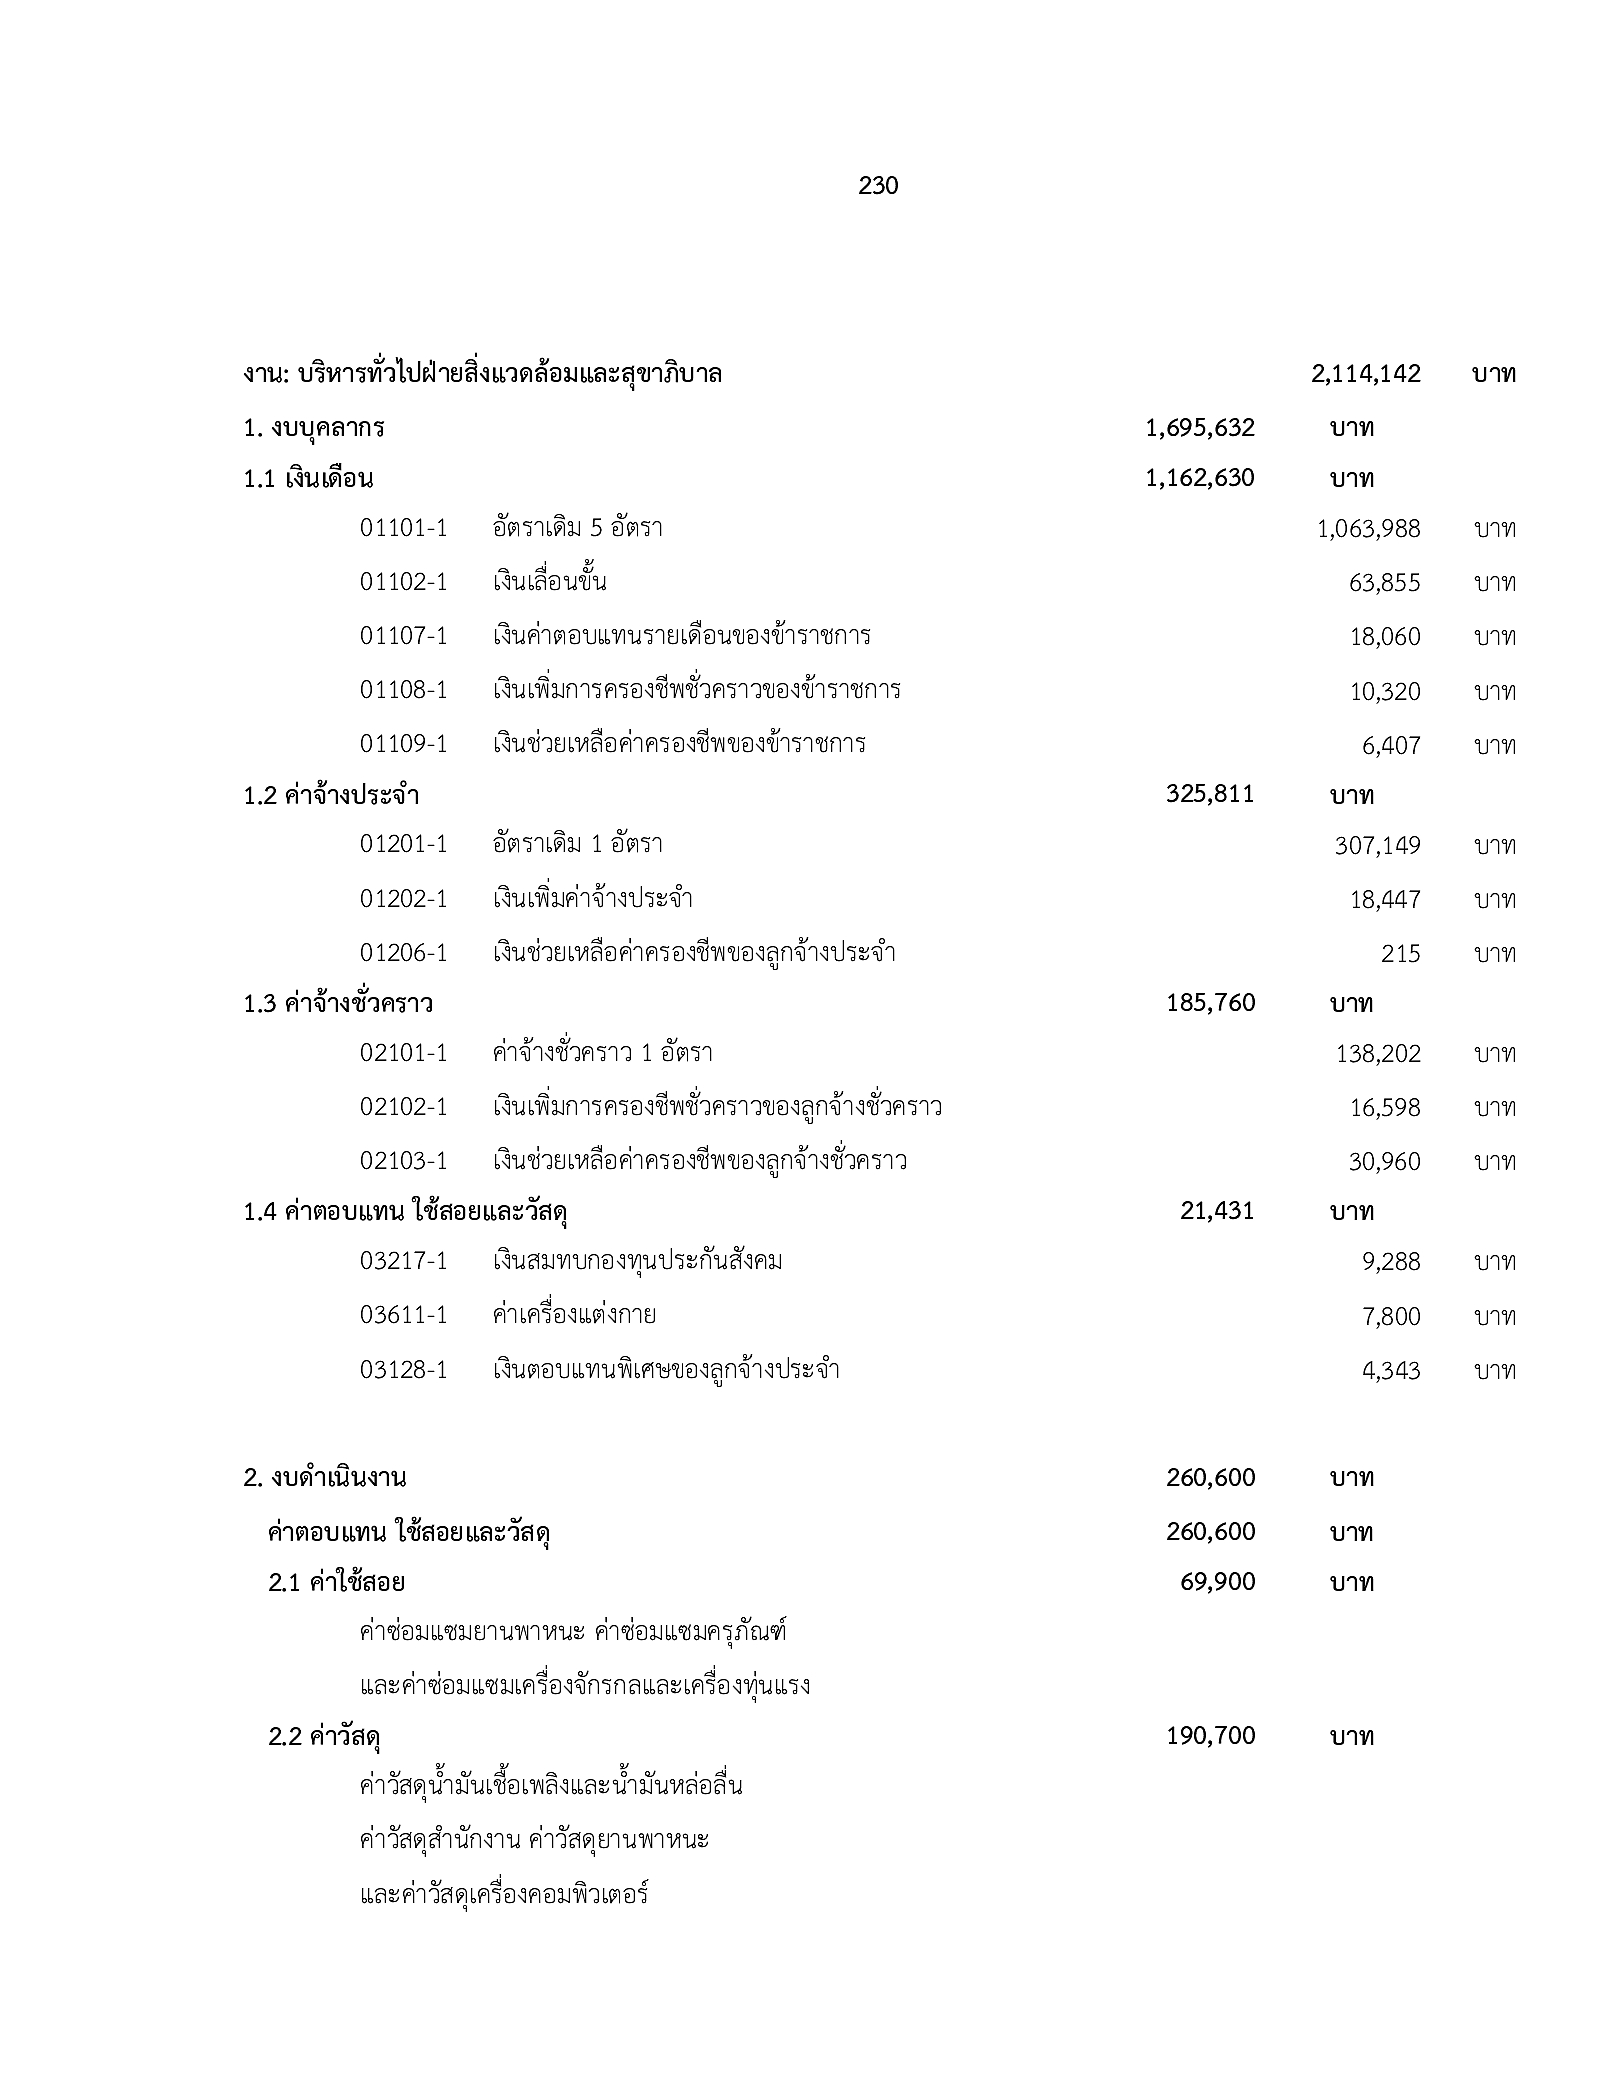 230
งาน: บริหารทั่วไปฝ่ายสิ่งแวดล้อมและสุขาภิบาล 2,114,142 บาท
1. งบบุคลากร 1,695,632 บาท
1.1 เงินเดือน 1,162,630 บาท
01101-1 อัตราเดิม 5 อัตรา 1,063,988 บาท
01102-1 เงินเลื่อนขั้น 63,855 บาท
01107-1 เงินค่าตอบแทนรายเดือนของข้าราชการ 18,060 บาท
01108-1 เงินเพิ่มการครองชีพชั่วคราวของข้าราชการ 10,320 บาท
01109-1 เงินช่วยเหลือค่าครองชีพของข้าราชการ 6,407 บาท
1.2 ค่าจ้างประจำ 325,811 บาท
01201-1 อัตราเดิม 1 อัตรา 307,149 บาท
01202-1 เงินเพิ่มค่าจ้างประจำ 18,447 บาท
01206-1 เงินช่วยเหลือค่าครองชีพของลูกจ้างประจำ 215 บาท
1.3 ค่าจ้างชั่วคราว 185,760 บาท
02101-1 ค่าจ้างชั่วคราว 1 อัตรา 138,202 บาท
02102-1 เงินเพิ่มการครองชีพชั่วคราวของลูกจ้างชั่วคราว 16,598 บาท
02103-1 เงินช่วยเหลือค่าครองชีพของลูกจ้างชั่วคราว 30,960 บาท
1.4 ค่าตอบแทน ใช้สอยและวัสดุ 21,431 บาท
03217-1 เงินสมทบกองทุนประกันสังคม 9,288 บาท
03611-1 ค่าเครื่องแต่งกาย 7,800 บาท
03128-1 เงินตอบแทนพิเศษของลูกจ้างประจำ 4,343 บาท
2. งบดำเนินงาน 260,600 บาท
ค่าตอบแทน ใช้สอยและวัสดุ 260,600 บาท
2.1 ค่าใช้สอย 69,900 บาท
ค่าซ่อมแซมยานพาหนะ ค่าซ่อมแซมครุภัณฑ์
และค่าซ่อมแซมเครื่องจักรกลและเครื่องทุ่นแรง
2.2 ค่าวัสดุ 190,700 บาท
ค่าวัสดุน้ำมันเชื้อเพลิงและน้ำมันหล่อลื่น
ค่าวัสดุสำนักงาน ค่าวัสดุยานพาหนะ
และค่าวัสดุเครื่องคอมพิวเตอร์